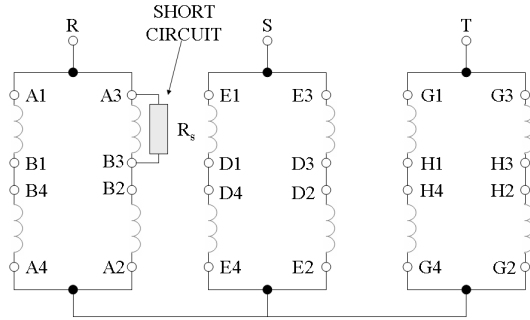 SHORT
CIRCUIT
R S T
A1 A3 E1 E3 G1 G3
Rs
B1 B3 D1 D3 H1 H3
B4 B2 D4 D2 H4 H2
A4 A2 E4 E2 G4 G2